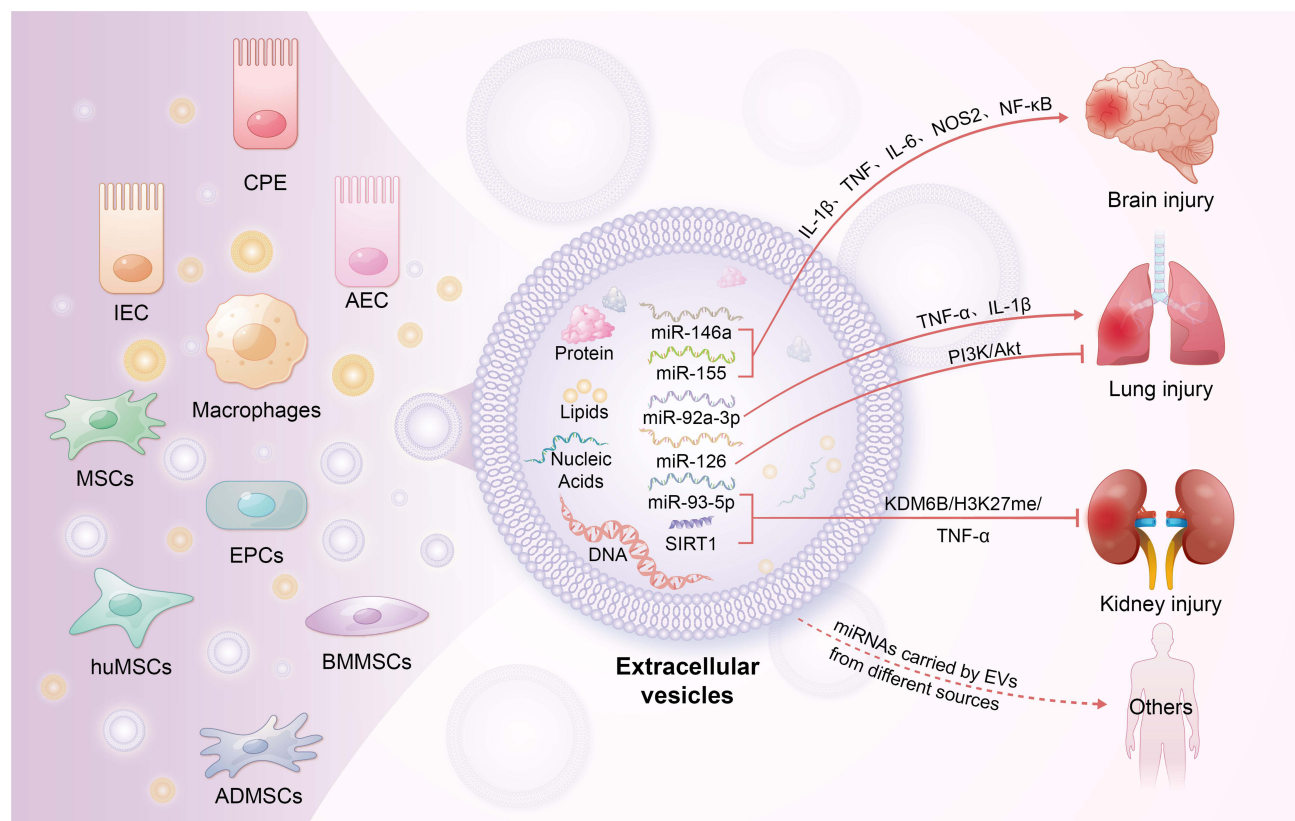 CPE
IEC
AEC
Macrophages
MSCs
EPCs
huMSCs
BMMSCs
ADMSCs
Protein
Lipids
Nucleic
Acids
DNA
miR-146a
miR-155
miR-92a-3p
miR-126
miR-93-5p
SIRT1
Extracellular
vesicles
IL-1β、TNF、IL-6、NOS2、NF-κB
Brain injury
TNF-α、IL-1β
PI3K/Akt
Lung injury
KDM6B/H3K27me/
TNF-α
Kidney injury
miRNAs carried by EVs
from different sources
Others